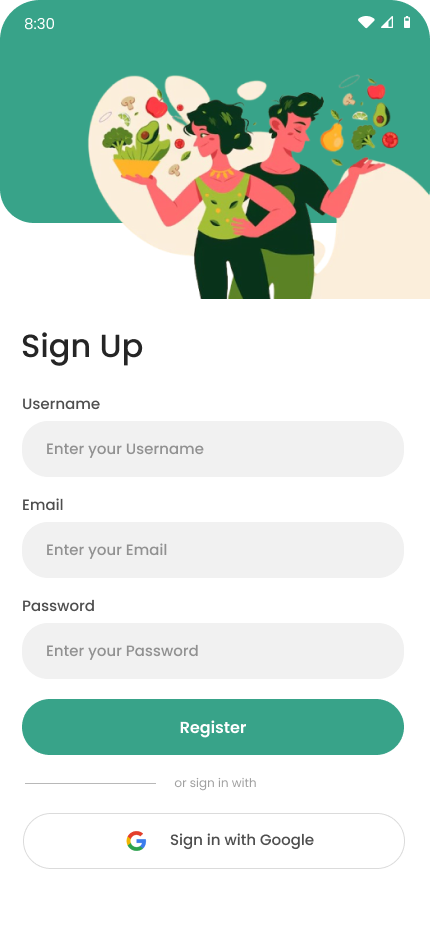 8:30
Sign Up
Username
Enter your Username
Email
Enter your Email
Password
Enter your Password
Register
or sign in with
Sign in with Google